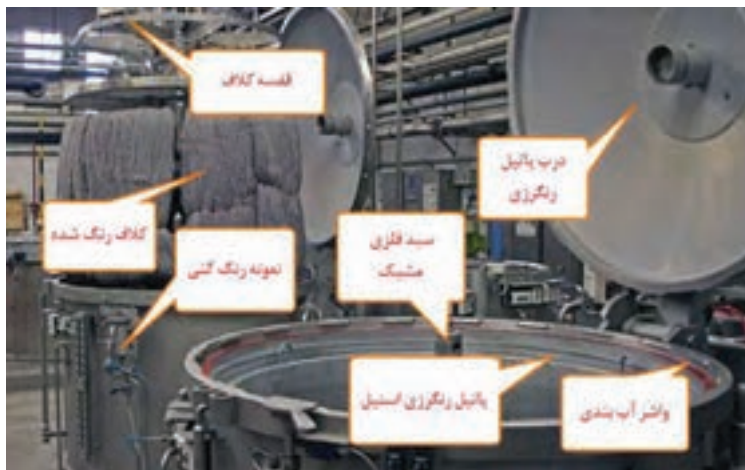 قفسه کلاف
درب پاتیل
رنگرزی
کلاف رنگ شده
نمونه رنگ کنی
سبد فلزی
مشبک
پاتیل رنگرزی استیل
واشر آب بندی